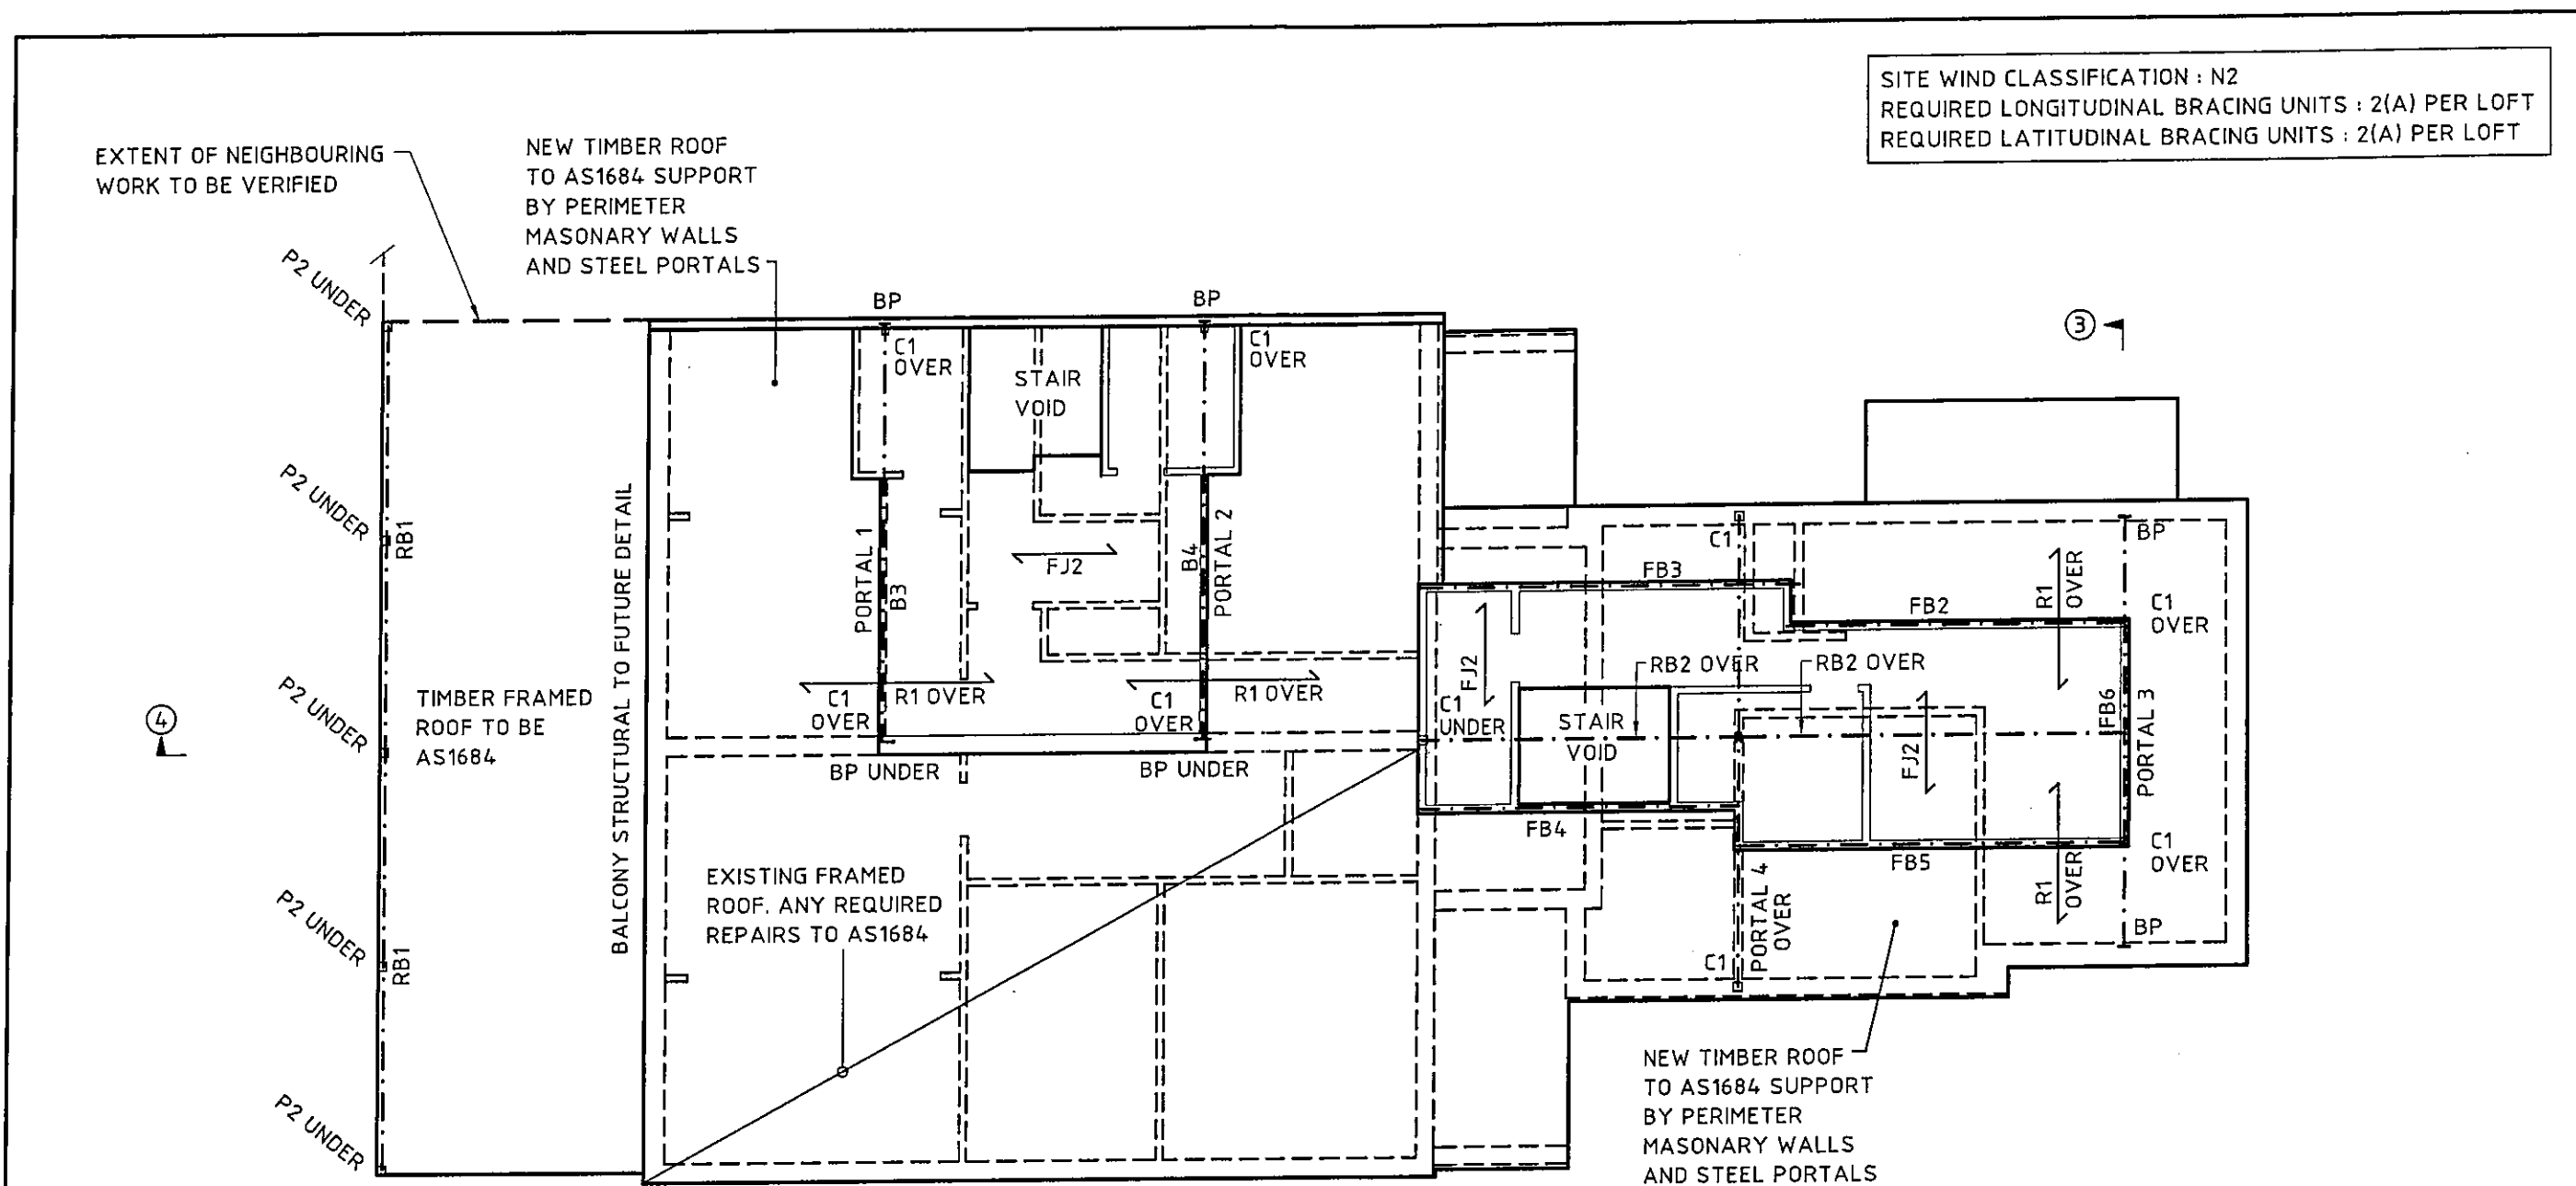 SITE WIND CLASSIFICATION : N2
REQUIRED LONGITUDINAL BRACING UNITS : 2(A) PER LOFT
REQUIRED LATITUDINAL BRACING UNITS : 2(A) PER LOFT
EXTENT OF NEIGHBOURING
WORK TO BE VERIFIED
NEW TIMBER ROOF
TO AS1684 SUPPORT
BY PERIMETER
MASONARY WALLS
AND STEEL PORTALS
P2 UNDER
P2 UNDER
P2 UNDER
P2 UNDER
P2 UNDER
RB1
RB1
4
TIMBER FRAMED
ROOF TO BE
AS1684
BALCONY STRUCTURAL TO FUTURE DETAIL
BP
BP
C1
OVER
C1
OVER
STAIR
VOID
PORTAL 1
B3
FJ2
B4
PORTAL 2
C1
OVER
R1 OVER
C1
OVER
R1 OVER
BP UNDER
BP UNDER
EXISTING FRAMED
ROOF. ANY REQUIRED
REPAIRS TO AS1684
3
C1
FB3
FB2
R1
OVER
BP
C1
OVER
FJ2
RB2 OVER
RB2 OVER
C1
UNDER
STAIR
VOID
FJ2
FB6
PORTAL 3
FB4
FB5
C1
OVER
R1
OVER
PORTAL 4
OVER
C1
BP
NEW TIMBER ROOF
TO AS1684 SUPPORT
BY PERIMETER
MASONARY WALLS
AND STEEL PORTALS